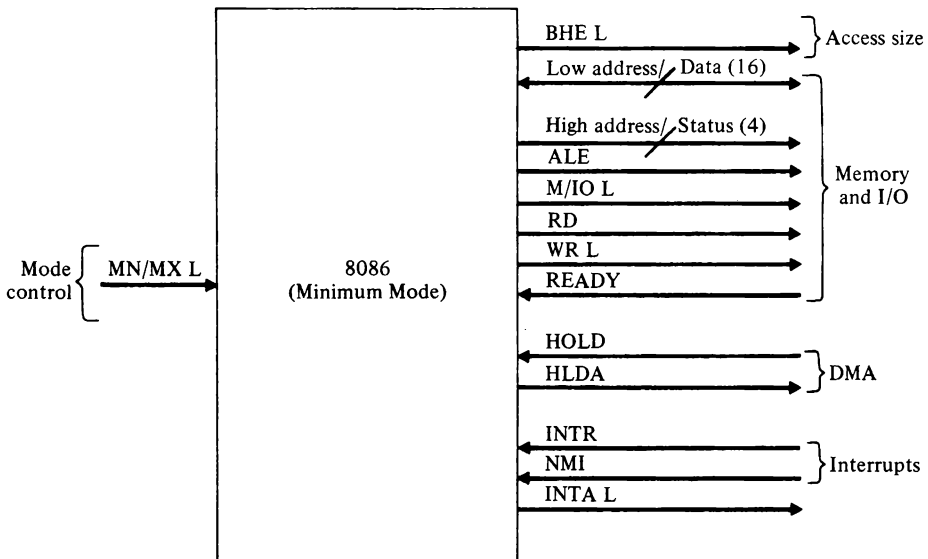 BHE L
Access size
Low address/ Data (16)
High address/ Status (4)
ALE
M/IO L
Memory
and I/O
RD
WR L
READY
Mode
control
MN/MX L
8086
(Minimum Mode)
HOLD
HLDA
DMA
INTR
NMI
Interrupts
INTA L